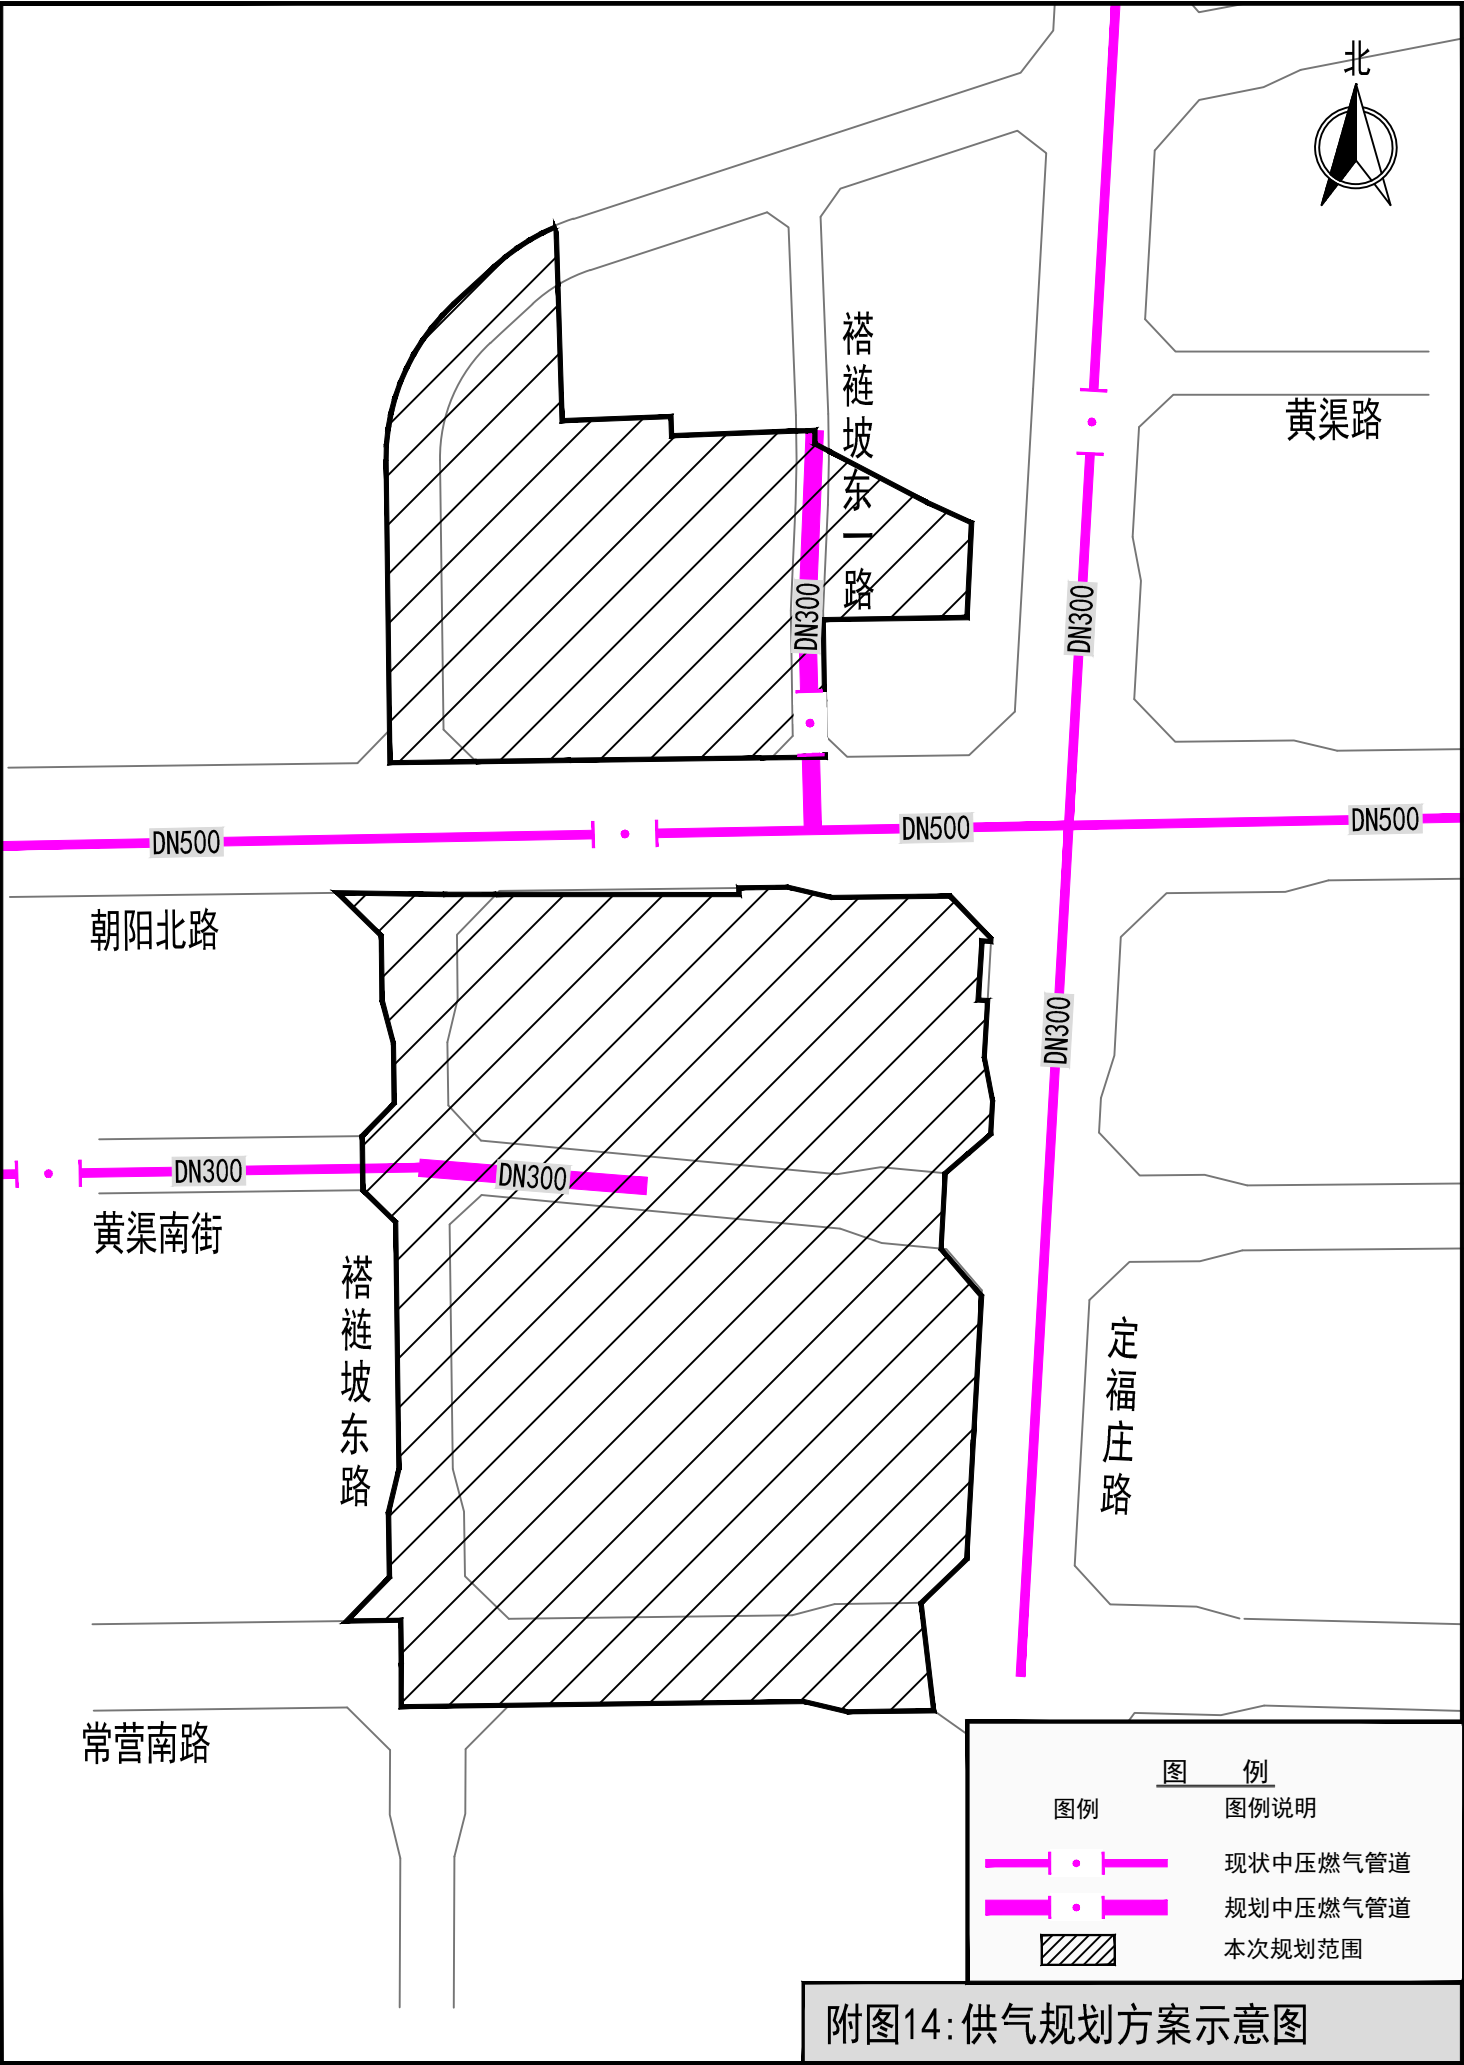 北
褡裢坡东一路
黄渠路
DN300
DN300
DN500
DN500
DN500
朝阳北路
DN300
DN300
DN300
黄渠南街
褡裢坡东路
定福庄路
常营南路
图 例
图例 图例说明
现状中压燃气管道
规划中压燃气管道
本次规划范围
附图14:供气规划方案示意图